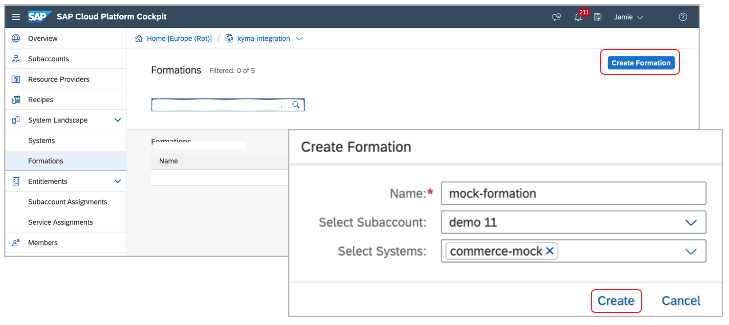 SAP SAP Cloud Platform Cockpit
211
Jamie
Overview
Subaccounts
Resource Providers
Recipes
System Landscape
Systems
Formations
Entitlements
Subaccount Assignments
Service Assignments
Members
Home [Europe (Rot)] / kyma-integration
Formations Filtered: 0 of 5
Create Formation
Formations
Name
Create Formation
Name:* mock-formation
Select Subaccount: demo 11
Select Systems: commerce-mock
Create Cancel